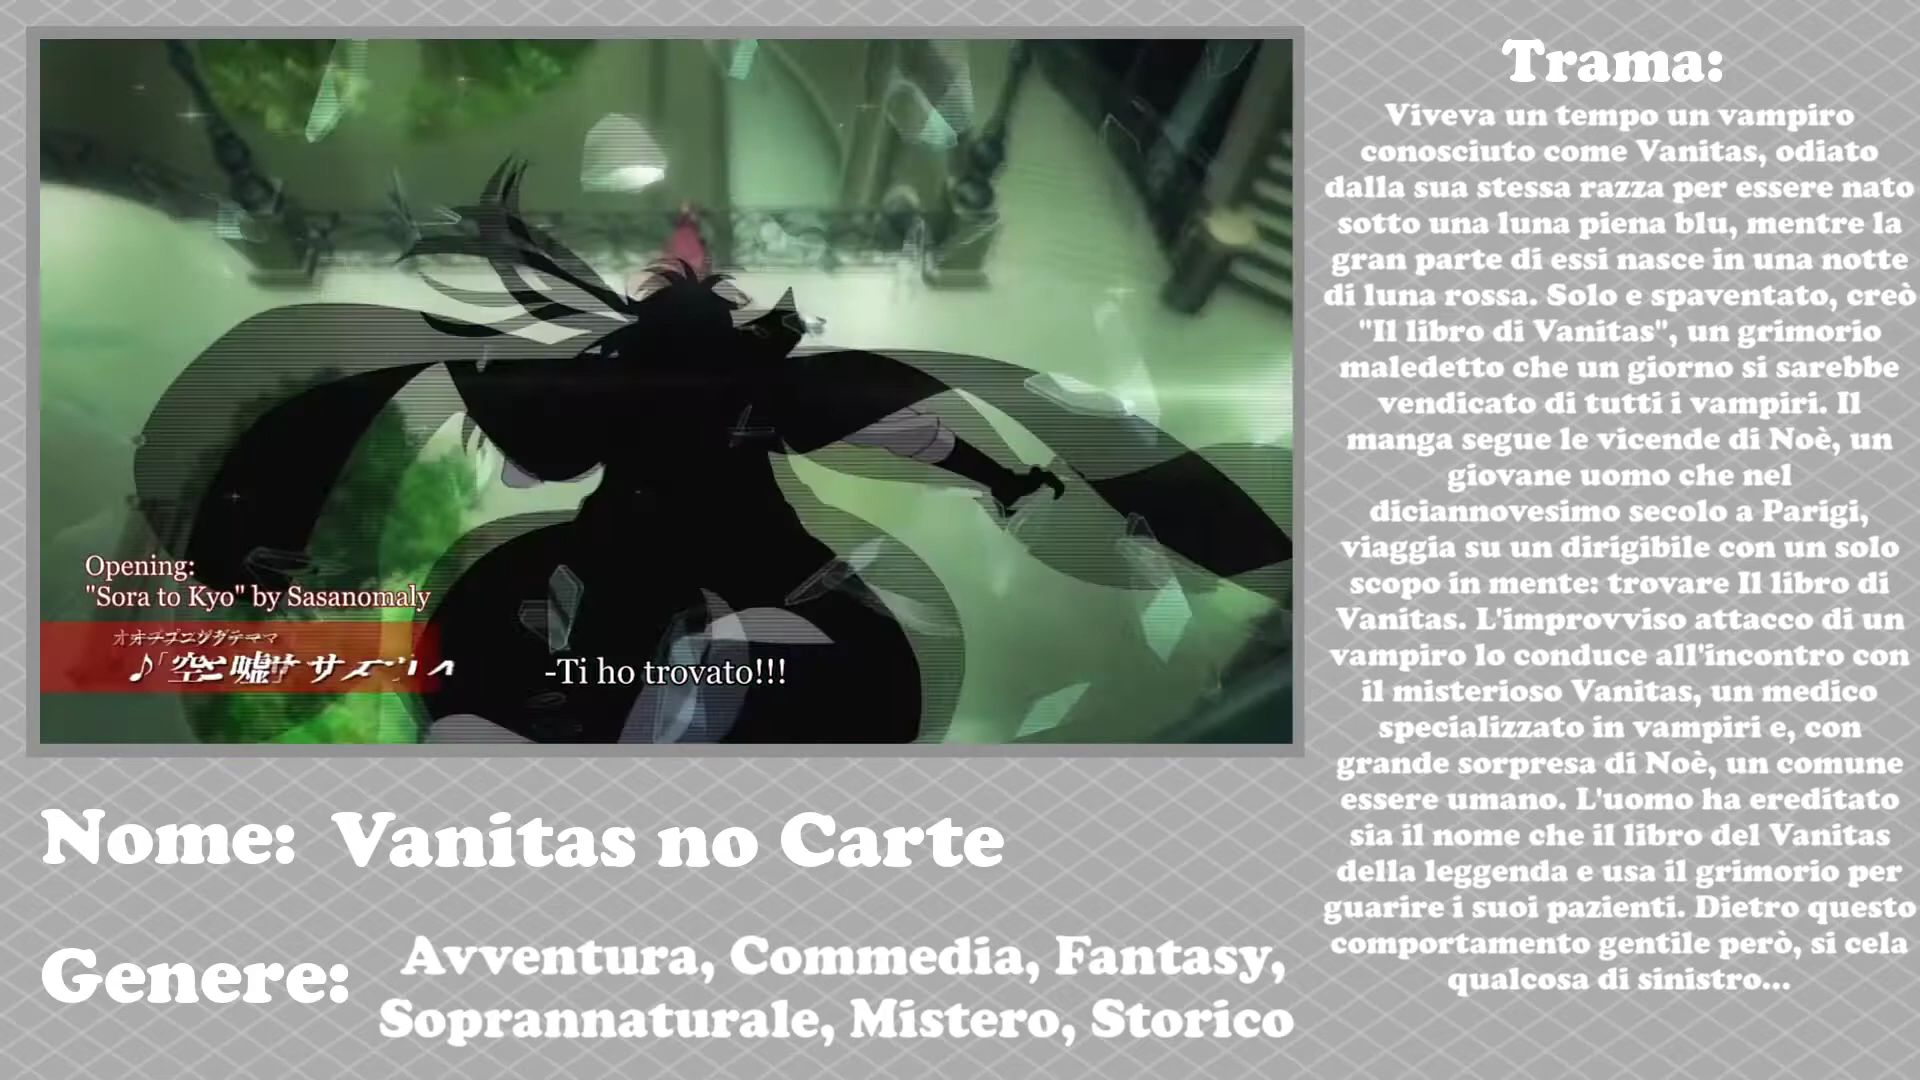 Trama:
Viveva un tempo un vampiro
conosciuto come Vanitas, odiato
dalla sua stessa razza per essere nato
sotto una luna piena blu, mentre la
gran parte di essi nasce in una notte
di luna rossa. Solo e spaventato, creò
"Il libro di Vanitas", un grimorio
maledetto che un giorno si sarebbe
vendicato di tutti i vampiri. Il
manga segue le vicende di Noè, un
giovane uomo che nel
diciannovesimo secolo a Parigi,
viaggia su un dirigibile con un solo
scopo in mente: trovare Il libro di
Vanitas. L'improvviso attacco di un
vampiro lo conduce all'incontro con
il misterioso Vanitas, un medico
specializzato in vampiri e, con
grande sorpresa di Noè, un comune
essere umano. L'uomo ha ereditato
sia il nome che il libro del Vanitas
della leggenda e usa il grimorio per
guarire i suoi pazienti. Dietro questo
comportamento gentile però, si cela
qualcosa di sinistro...
Opening:
"Sora to Kyo" by Sasanomaly
-Ti ho trovato!!!
Nome: Vanitas no Carte
Genere: Avventura, Commedia, Fantasy,
Soprannaturale, Mistero, Storico